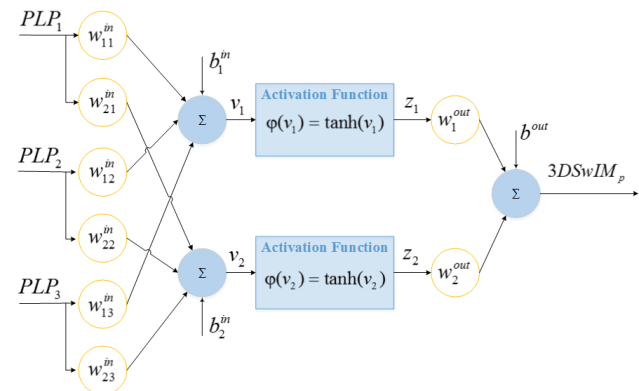 PLP₁
w₁₁ⁱⁿ
w₂₁ⁱⁿ
PLP₂
w₁₂ⁱⁿ
w₂₂ⁱⁿ
PLP₃
w₁₃ⁱⁿ
w₂₃ⁱⁿ
b₁ⁱⁿ
Σ
v₁
Activation Function
φ(v₁) = tanh(v₁)
z₁
w₁ᵒᵘᵗ
Σ
v₂
b₂ⁱⁿ
Activation Function
φ(v₂) = tanh(v₂)
z₂
w₂ᵒᵘᵗ
bᵒᵘᵗ
Σ
3DSwIMₚ